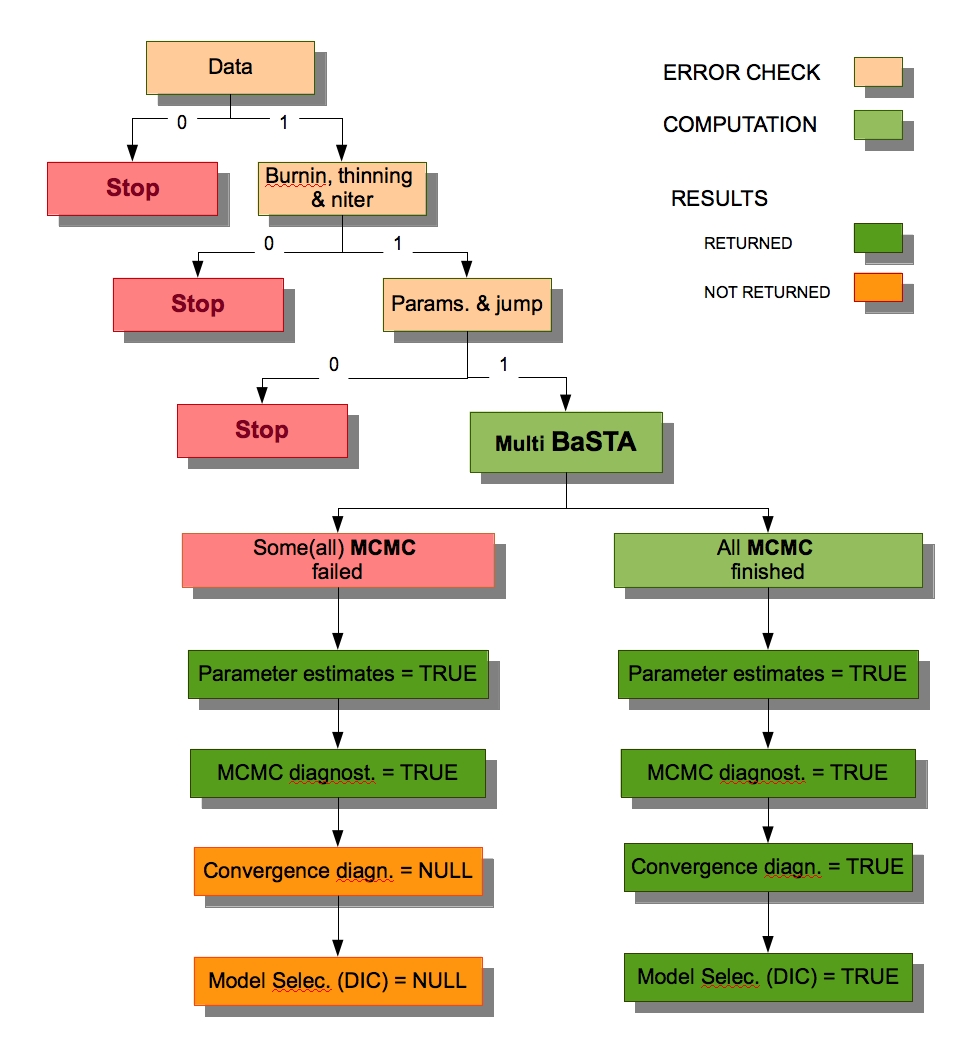 Data
ERROR CHECK
COMPUTATION
0
1
Stop
Burnin, thinning
& niter
RESULTS
RETURNED
NOT RETURNED
0
1
Stop
Params. & jump
0
1
Stop
Multi BaSTA
Some(all) MCMC
failed
All MCMC
finished
Parameter estimates = TRUE
Parameter estimates = TRUE
MCMC diagnost. = TRUE
MCMC diagnost. = TRUE
Convergence diagn. = NULL
Convergence diagn. = TRUE
Model Selec. (DIC) = NULL
Model Selec. (DIC) = TRUE